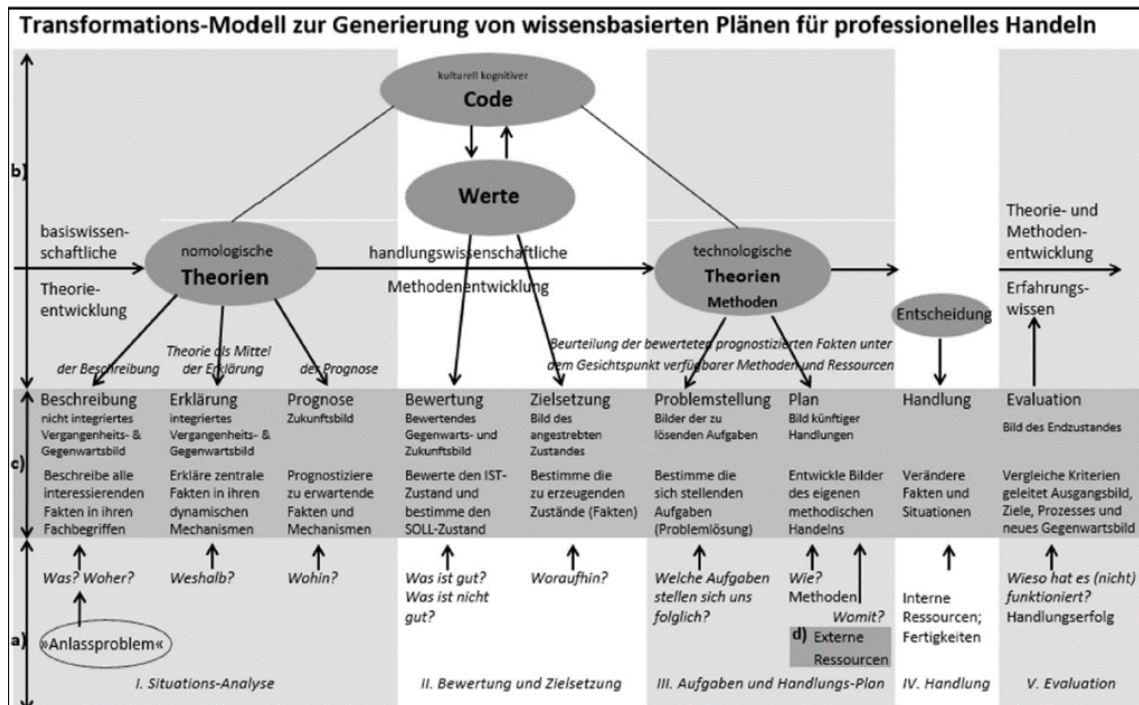 Transformations-Modell zur Generierung von wissensbasierten Plänen für professionelles Handeln
kulturell kognitiver
Code
b)
Werte
basiswissen-
schaftliche
Theorie-
entwicklung
nomologische
Theorien
handlungswissenschaftliche
Methodenentwicklung
technologische
Theorien
Methoden
Theorie- und
Methoden-
entwicklung
Erfahrungs-
wissen
Entscheidung
der Beschreibung
Theorie als Mittel
der Erklärung
der Prognose
Beurteilung der bewerteten prognostizierten Fakten unter
dem Gesichtspunkt verfügbarer Methoden und Ressourcen
c)
Beschreibung
nicht integriertes
Vergangenheits- &
Gegenwartsbild
Beschreibe alle
interessierenden
Fakten in ihren
Fachbegriffen
Erklärung
integriertes
Vergangenheits- &
Gegenwartsbild
Erkläre zentrale
Fakten in ihren
dynamischen
Mechanismen
Prognose
Zukunftsbild
Prognostiziere
zu erwartende
Fakten und
Mechanismen
Bewertung
Bewertendes
Gegenwarts- und
Zukunftsbild
Bewerte den IST-
Zustand und
bestimme den
SOLL-Zustand
Zielsetzung
Bild des
angestrebten
Zustandes
Bestimme die
zu erzeugenden
Zustände (Fakten)
Problemstellung
Bilder der zu
lösenden Aufgaben
Bestimme die
sich stellenden
Aufgaben
(Problemlösung)
Plan
Bild künftiger
Handlungen
Entwickle Bilder
des eigenen
methodischen
Handelns
Handlung
Verändere
Fakten und
Situationen
Evaluation
Bild des Endzustandes
Vergleiche Kriterien
geleitet Ausgangsbild,
Ziele, Prozesses und
neues Gegenwartsbild
a)
Was? Woher?
»Anlassproblem«
Weshalb?
Wohin?
Was ist gut?
Was ist nicht
gut?
Woraufhin?
Welche Aufgaben
stellen sich uns
folglich?
Wie?
Methoden
Womit?
d) Externe
Ressourcen
Interne
Ressourcen;
Fertigkeiten
Wieso hat es (nicht)
funktioniert?
Handlungserfolg
I. Situations-Analyse
II. Bewertung und Zielsetzung
III. Aufgaben und Handlungs-Plan
IV. Handlung
V. Evaluation